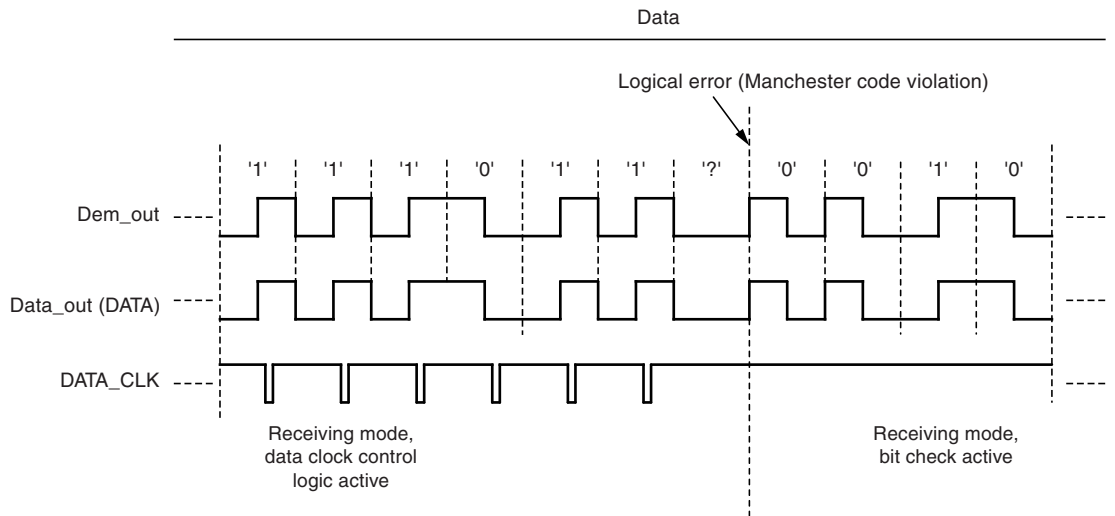 Data
Logical error (Manchester code violation)
'1' '1' '1' '0' '1' '1' '?' '0' '0' '1' '0'
Dem_out
Data_out (DATA)
DATA_CLK
Receiving mode,
data clock control
logic active
Receiving mode,
bit check active